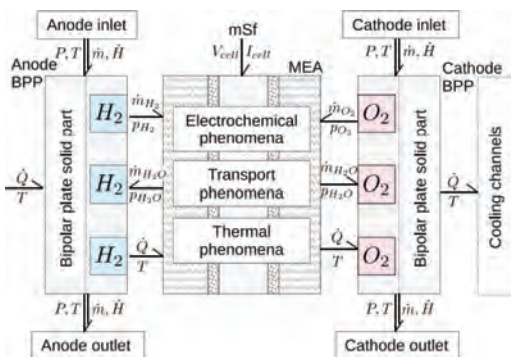 Anode inlet
mSf
Cathode inlet
P, T ṁ, Ĥ
V_cell I_cell
P, T ṁ, Ĥ
Anode
BPP
MEA
Cathode
BPP
Bipolar plate solid part
H₂
ṁ_H₂
p_H₂
Electrochemical
phenomena
ṁ_O₂
p_O₂
O₂
Bipolar plate solid part
Cooling channels
Q̇
T
H₂
ṁ_H₂O
p_H₂O
Transport
phenomena
ṁ_H₂O
p_H₂O
O₂
Q̇
T
H₂
Q̇
T
Thermal
phenomena
Q̇
T
O₂
P, T ṁ, Ĥ
P, T ṁ, Ĥ
Anode outlet
Cathode outlet